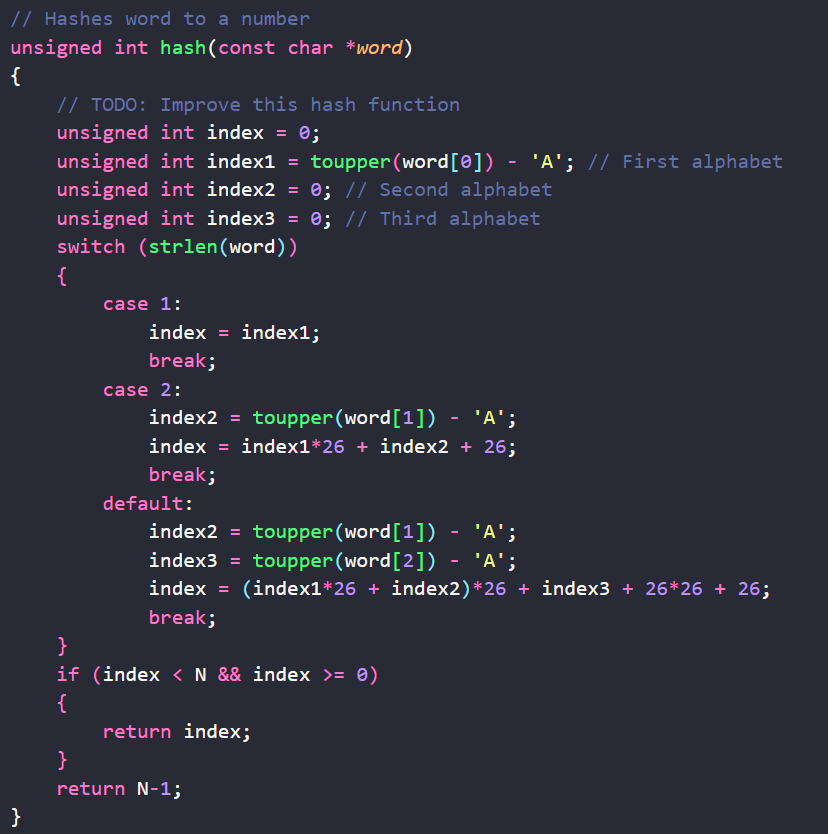 // Hashes word to a number
unsigned int hash(const char *word)
{
    // TODO: Improve this hash function
    unsigned int index = 0;
    unsigned int index1 = toupper(word[0]) - 'A'; // First alphabet
    unsigned int index2 = 0; // Second alphabet
    unsigned int index3 = 0; // Third alphabet
    switch (strlen(word))
    {
        case 1:
            index = index1;
            break;
        case 2:
            index2 = toupper(word[1]) - 'A';
            index = index1*26 + index2 + 26;
            break;
        default:
            index2 = toupper(word[1]) - 'A';
            index3 = toupper(word[2]) - 'A';
            index = (index1*26 + index2)*26 + index3 + 26*26 + 26;
            break;
    }
    if (index < N && index >= 0)
    {
        return index;
    }
    return N-1;
}